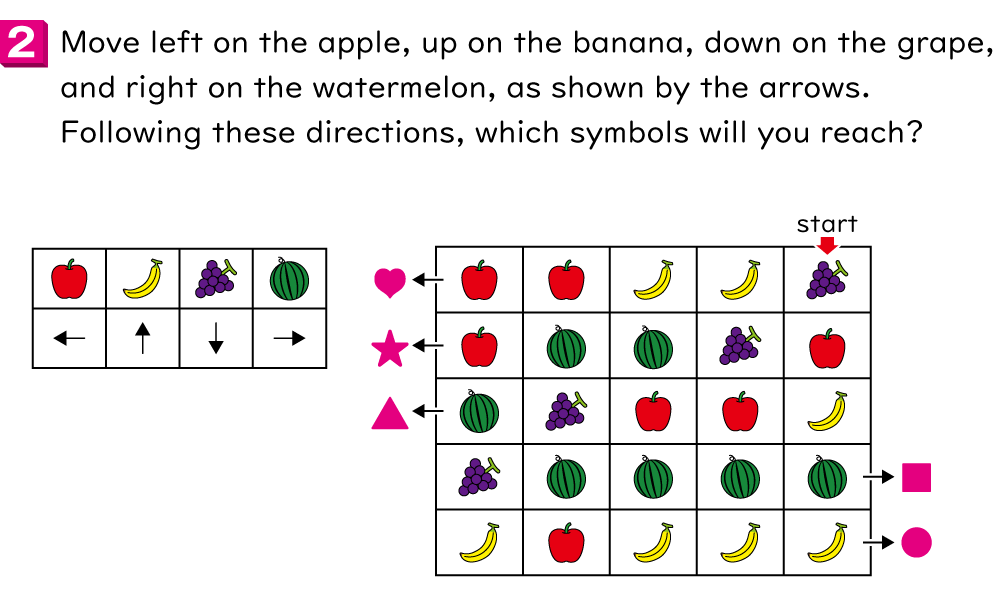 2 Move left on the apple, up on the banana, down on the grape,
and right on the watermelon, as shown by the arrows.
Following these directions, which symbols will you reach?
start